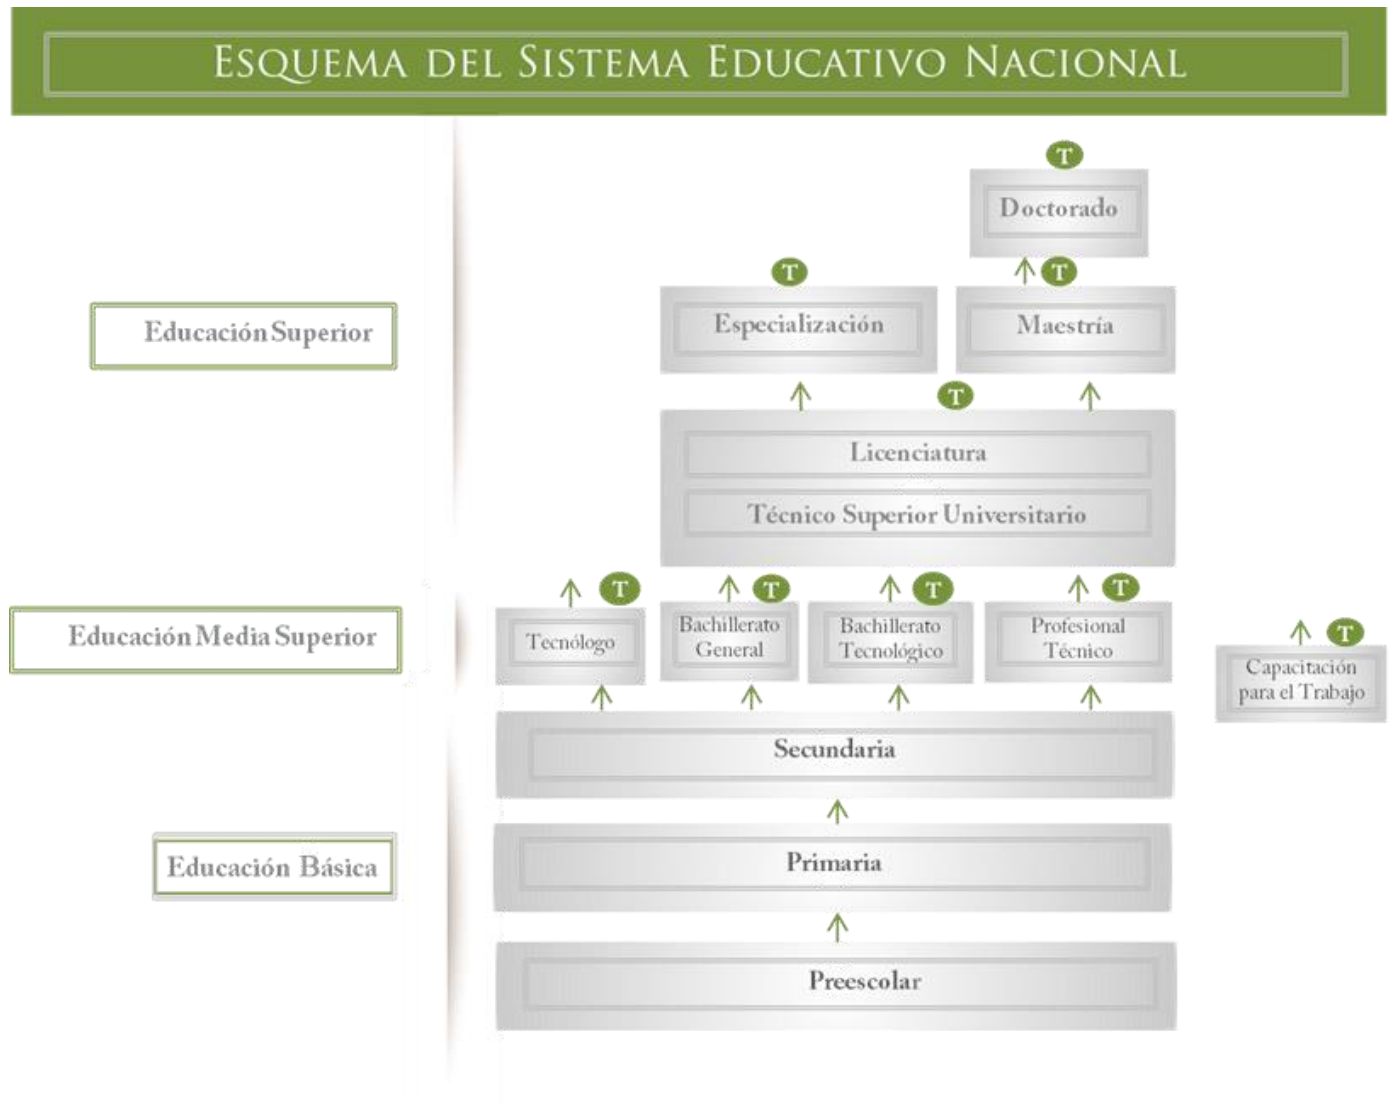 ESQUEMA DEL SISTEMA EDUCATIVO NACIONAL
T
Doctorado
T
T
Educación Superior
Especialización
Maestría
T
Licenciatura
Técnico Superior Universitario
T
T
T
T
Educación Media Superior
Tecnólogo
Bachillerato
General
Bachillerato
Tecnológico
Profesional
Técnico
T
Capacitación
para el Trabajo
Secundaria
Educación Básica
Primaria
Preescolar